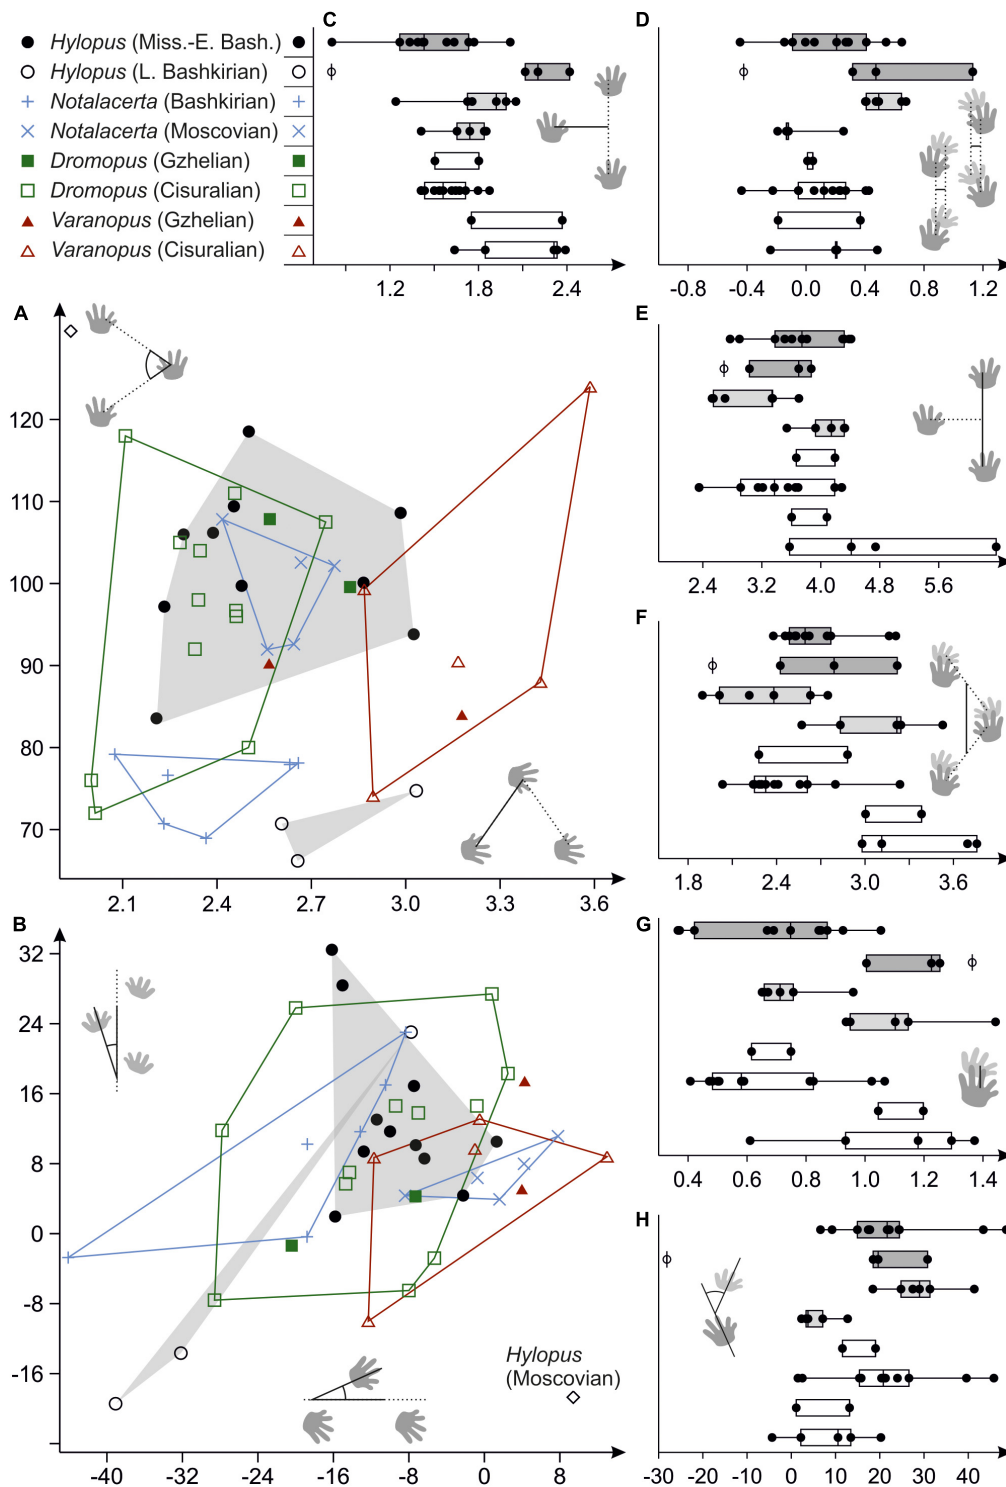 C
D
Hylopus (Miss.-E. Bash.)
Hylopus (L. Bashkirian)
Notalacerta (Bashkirian)
Notalacerta (Moscovian)
Dromopus (Gzhelian)
Dromopus (Cisuralian)
Varanopus (Gzhelian)
Varanopus (Cisuralian)
1.2 1.8 2.4
-0.8 -0.4 0.0 0.4 0.8 1.2
A
120
110
100
90
80
70
2.1 2.4 2.7 3.0 3.3 3.6
E
2.4 3.2 4.0 4.8 5.6
F
1.8 2.4 3.0 3.6
B
32
24
16
8
0
-8
-16
Hylopus
(Moscovian)
-40 -32 -24 -16 -8 0 8
G
0.4 0.6 0.8 1.0 1.2 1.4
H
-30 -20 -10 0 10 20 30 40